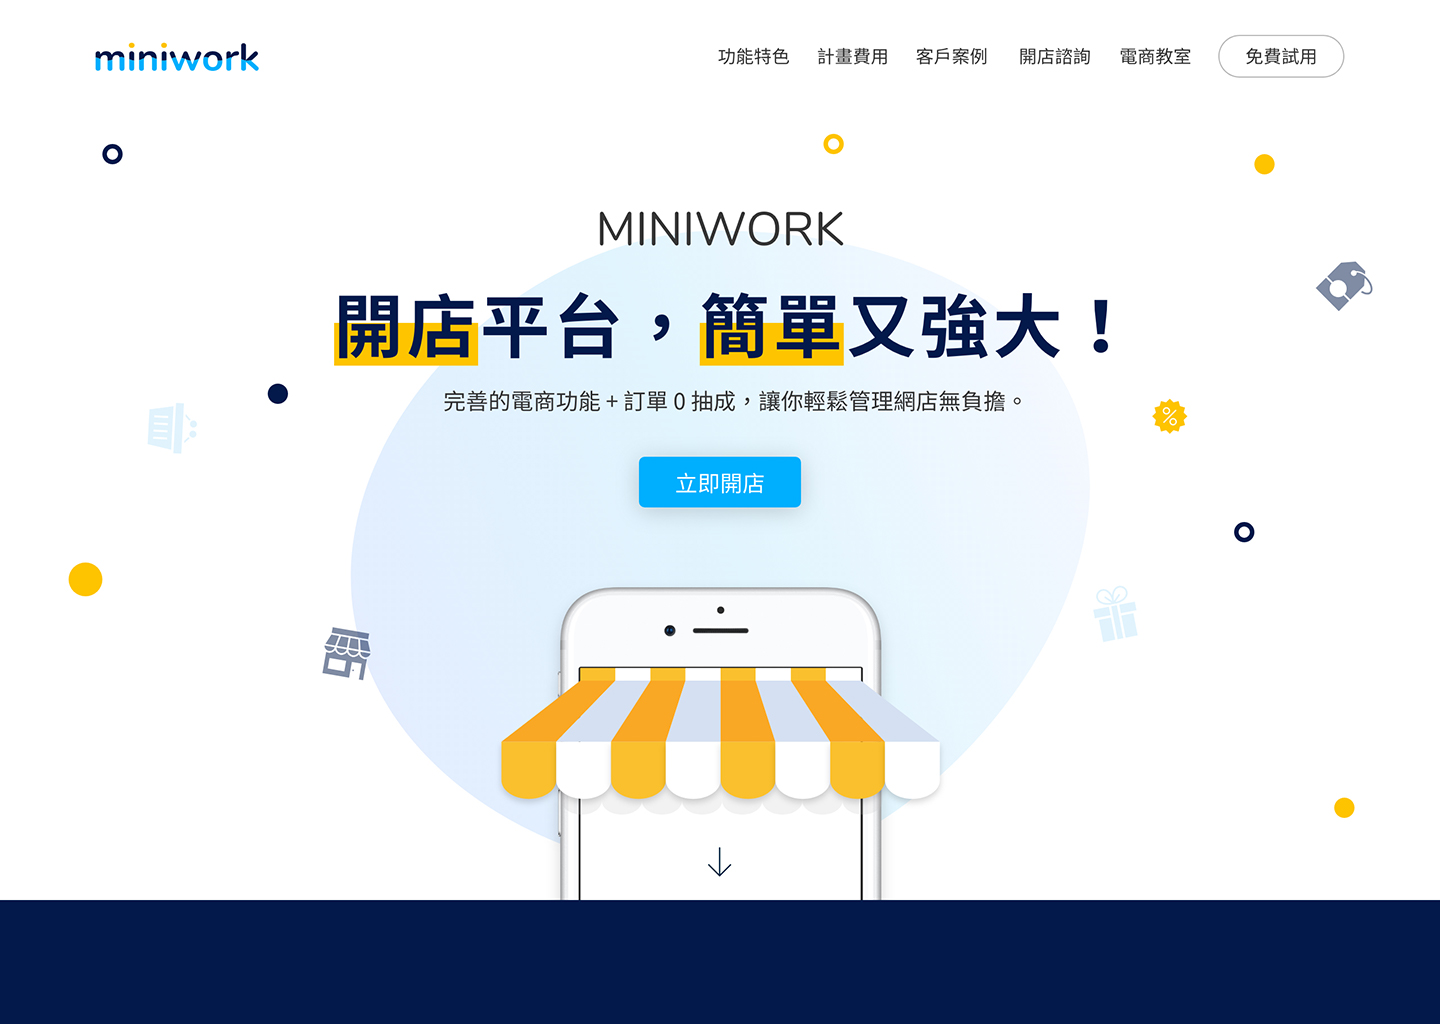 miniwork
功能特色 計畫費用 客戶案例 開店諮詢 電商教室 免費試用
MINIWORK
開店平台，簡單又強大！
完善的電商功能 + 訂單 0 抽成，讓你輕鬆管理網店無負擔。
%
立即開店